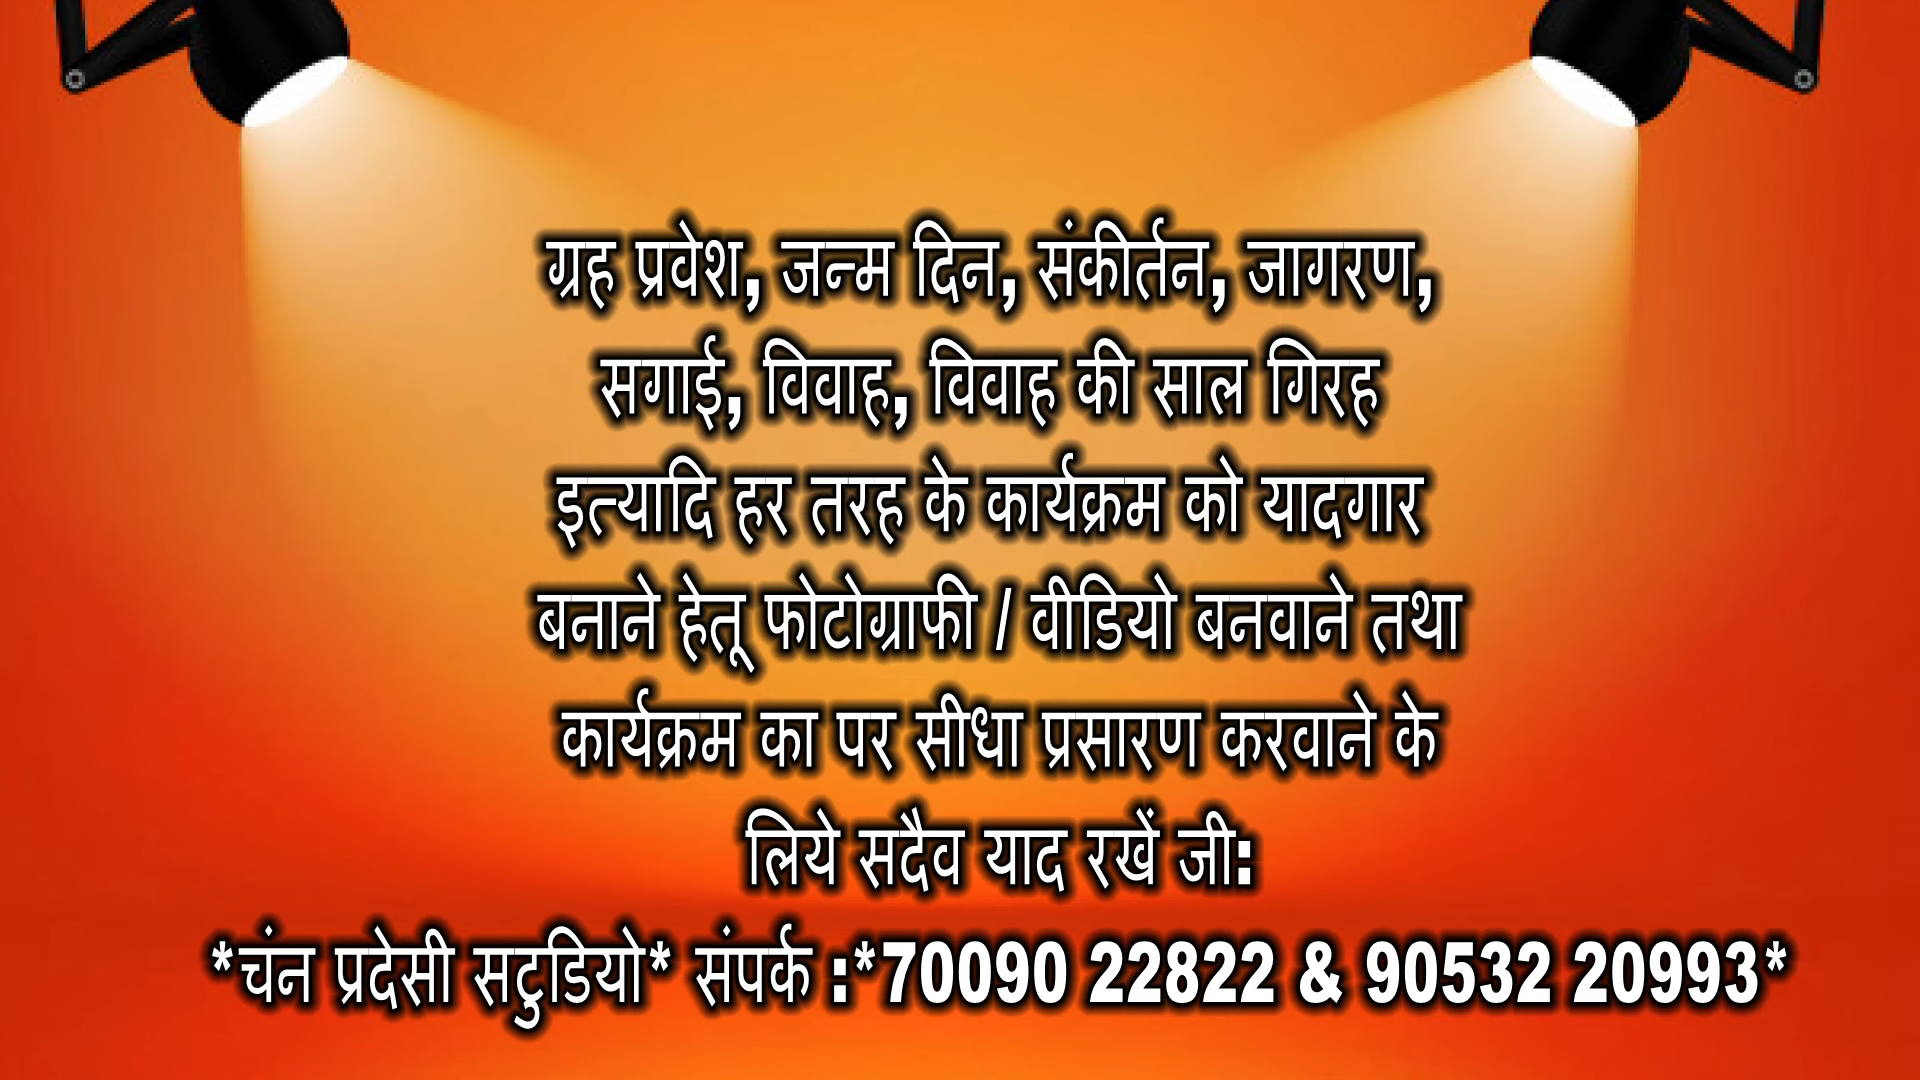 ग्रह प्रवेश, जन्म दिन, संकीर्तन, जागरण,
सगाई, विवाह, विवाह की साल गिरह
इत्यादि हर तरह के कार्यक्रम को यादगार
बनाने हेतू फोटोग्राफी / वीडियो बनवाने तथा
कार्यक्रम का पर सीधा प्रसारण करवाने के
लिये सदैव याद रखें जी:
*चंन प्रदेसी सटुडियो* संपर्क :*70090 22822 & 90532 20993*